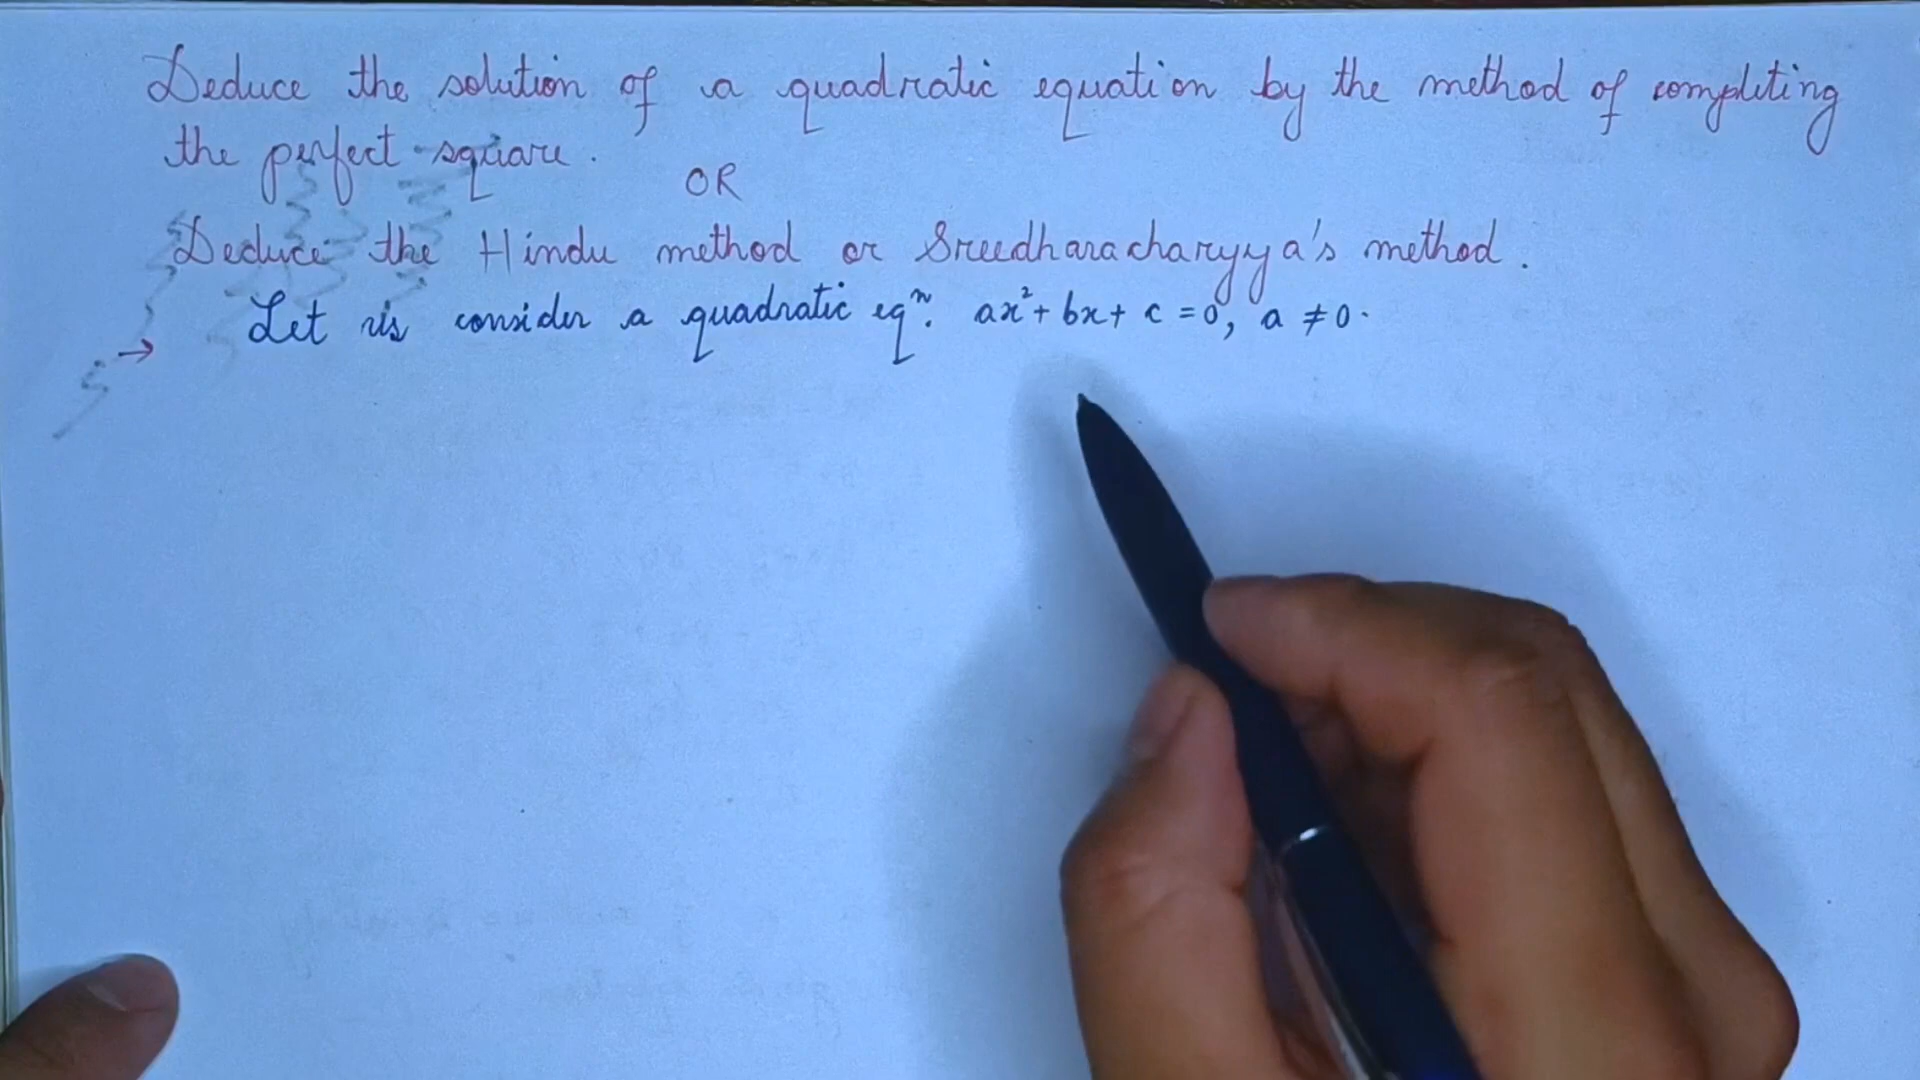 Deduce the solution of a quadratic equation by the method of completing
the perfect square.
OR
Deduce the Hindu method or Sreedharacharyya's method.
→ Let us consider a quadratic eqⁿ. ax² + bx + c = 0, a ≠ 0.